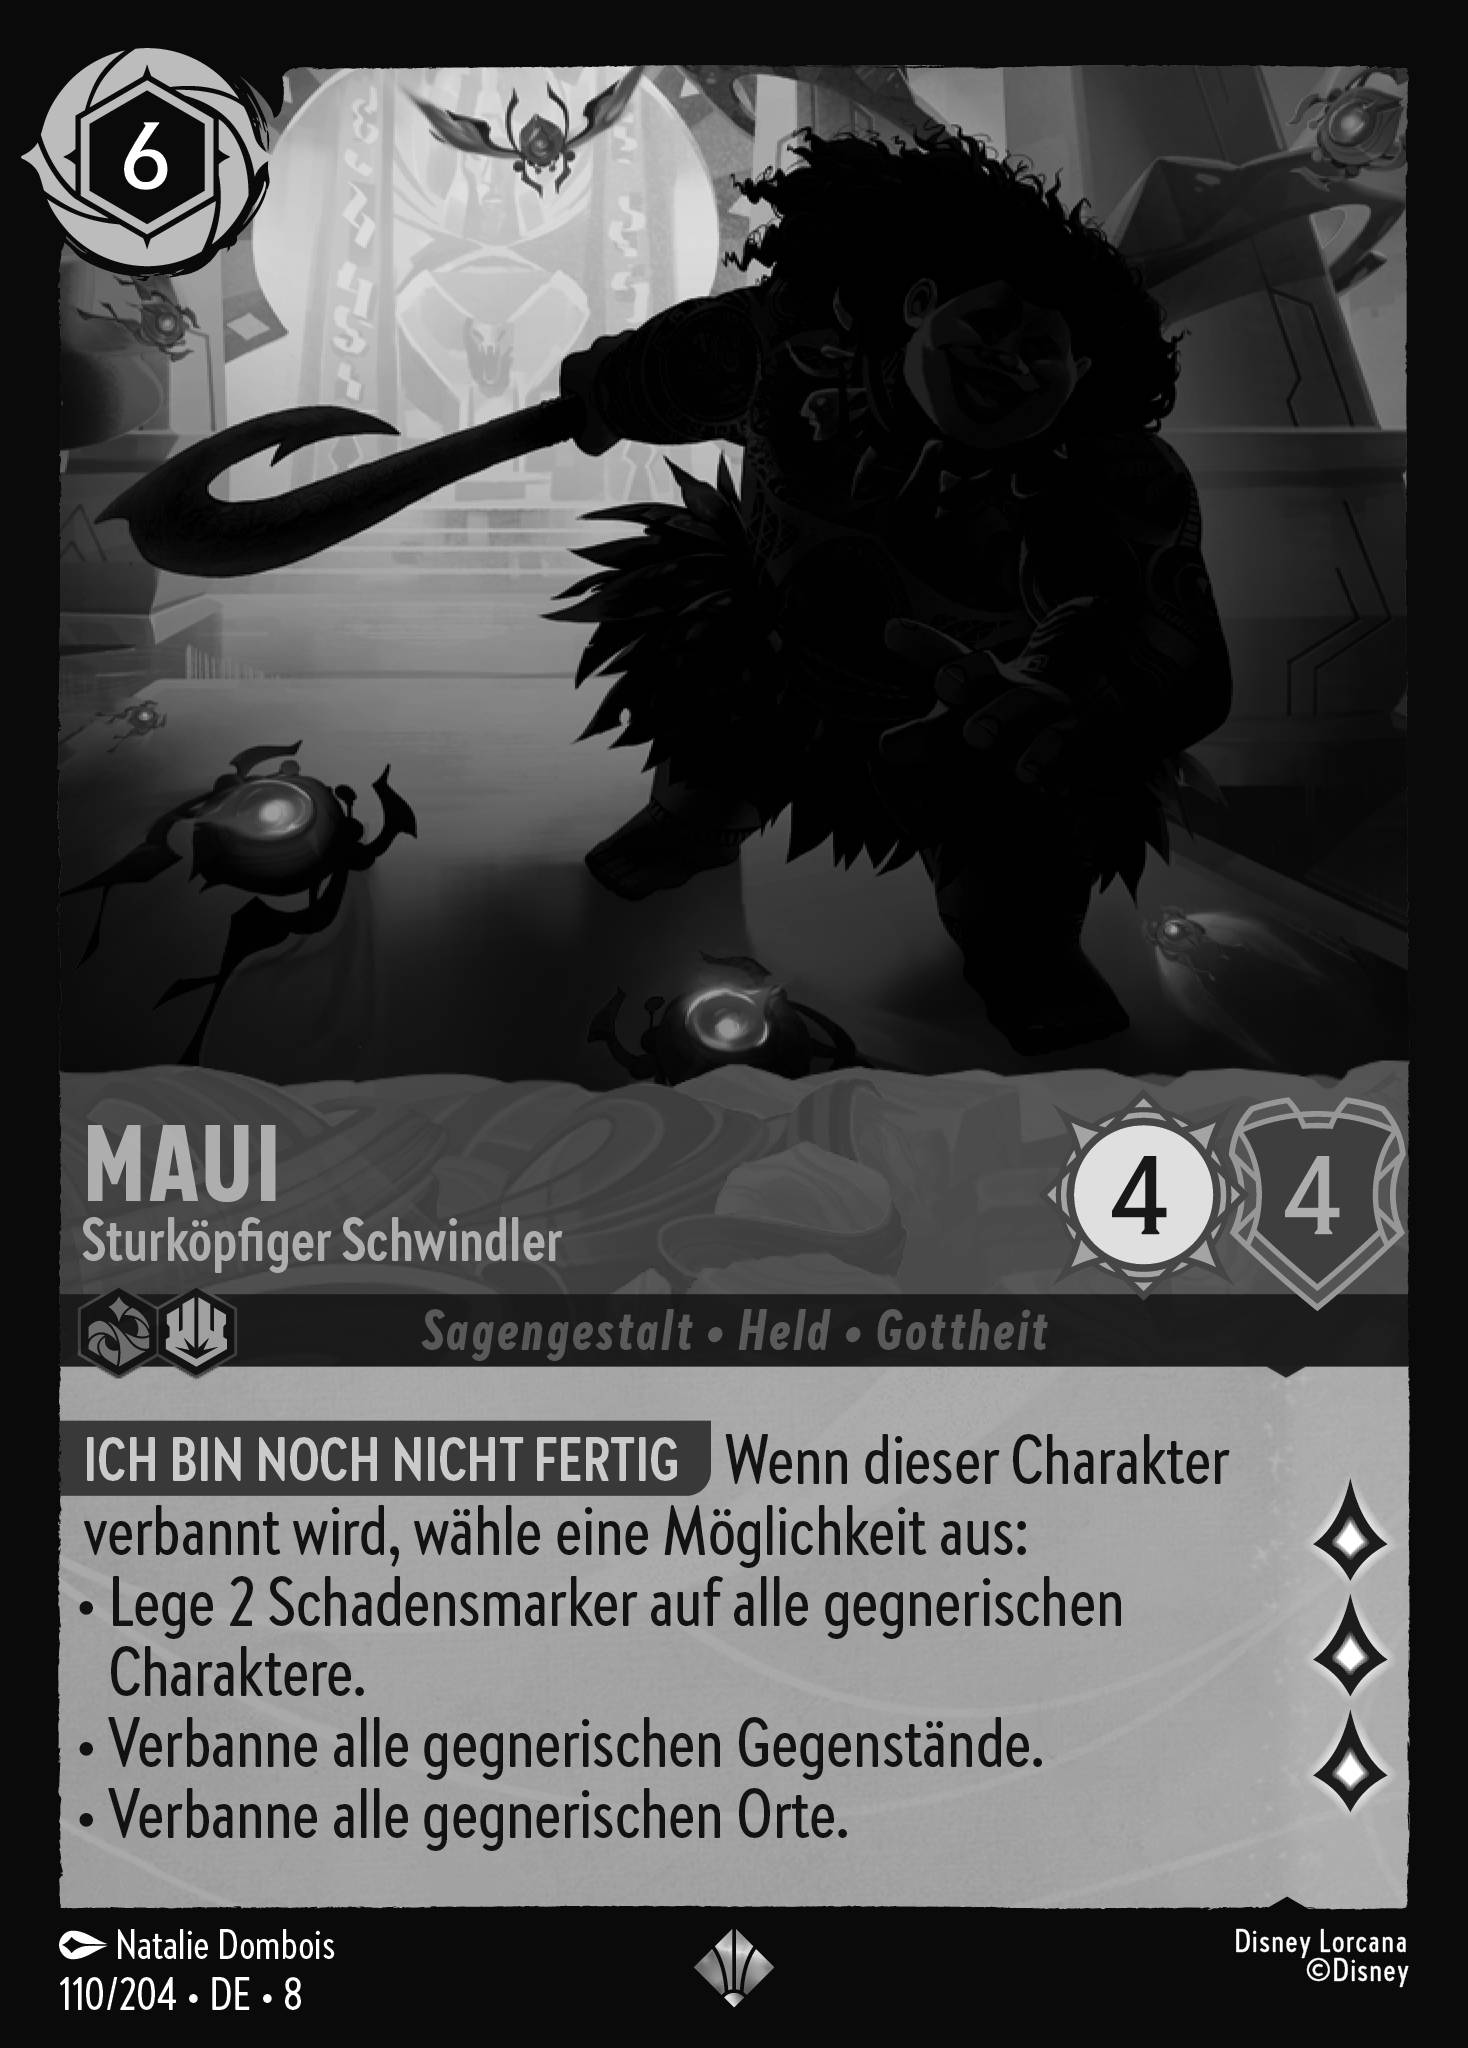 6
MAUI
Sturköpfiger Schwindler
4 4
Sagengestalt • Held • Gottheit
ICH BIN NOCH NICHT FERTIG Wenn dieser Charakter
verbannt wird, wähle eine Möglichkeit aus:
• Lege 2 Schadensmarker auf alle gegnerischen
Charaktere.
• Verbanne alle gegnerischen Gegenstände.
• Verbanne alle gegnerischen Orte.
Natalie Dombois
110/204 • DE • 8
Disney Lorcana
©Disney